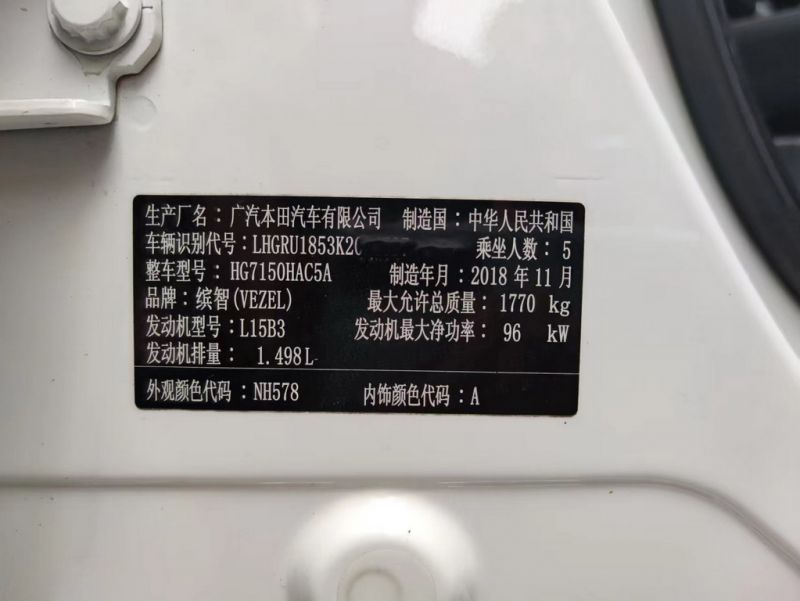 生产厂名：广汽本田汽车有限公司 制造国：中华人民共和国
车辆识别代号：LHGRU1853K2 乘坐人数：5
整车型号：HG7150HAC5A 制造年月：2018 年 11 月
品牌：缤智(VEZEL) 最大允许总质量：1770 kg
发动机型号：L15B3 发动机最大净功率：96 kW
发动机排量：1.498L
外观颜色代码：NH578 内饰颜色代码：A